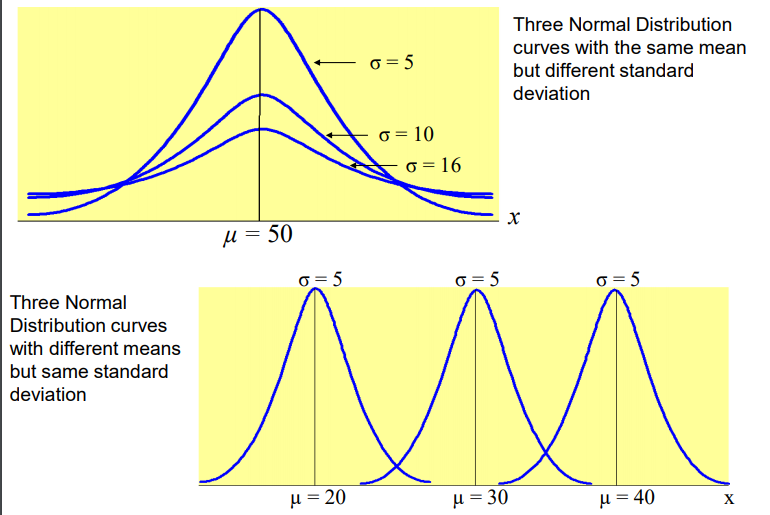 Three Normal Distribution
curves with the same mean
but different standard
deviation
σ = 5
σ = 10
σ = 16
x
μ = 50
Three Normal
Distribution curves
with different means
but same standard
deviation
σ = 5 σ = 5 σ = 5
μ = 20 μ = 30 μ = 40 x